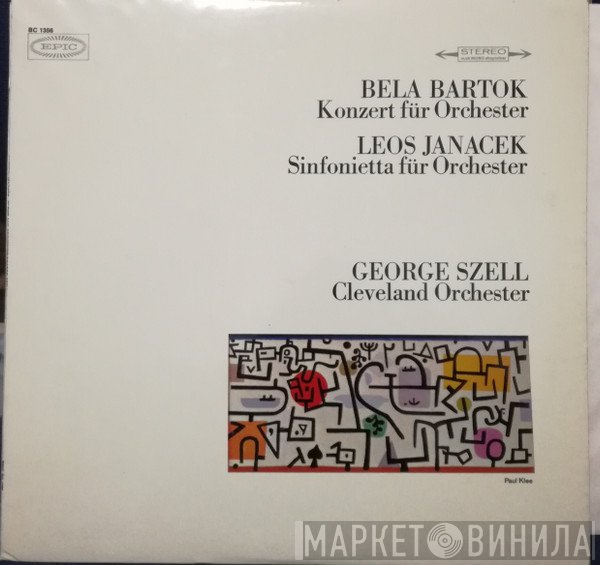 BC 1366
EPIC
STEREO
BELA BARTOK
Konzert für Orchester
LEOS JANACEK
Sinfonietta für Orchester
GEORGE SZELL
Cleveland Orchester
Paul Klee
МАРКЕТ ВИНИЛА